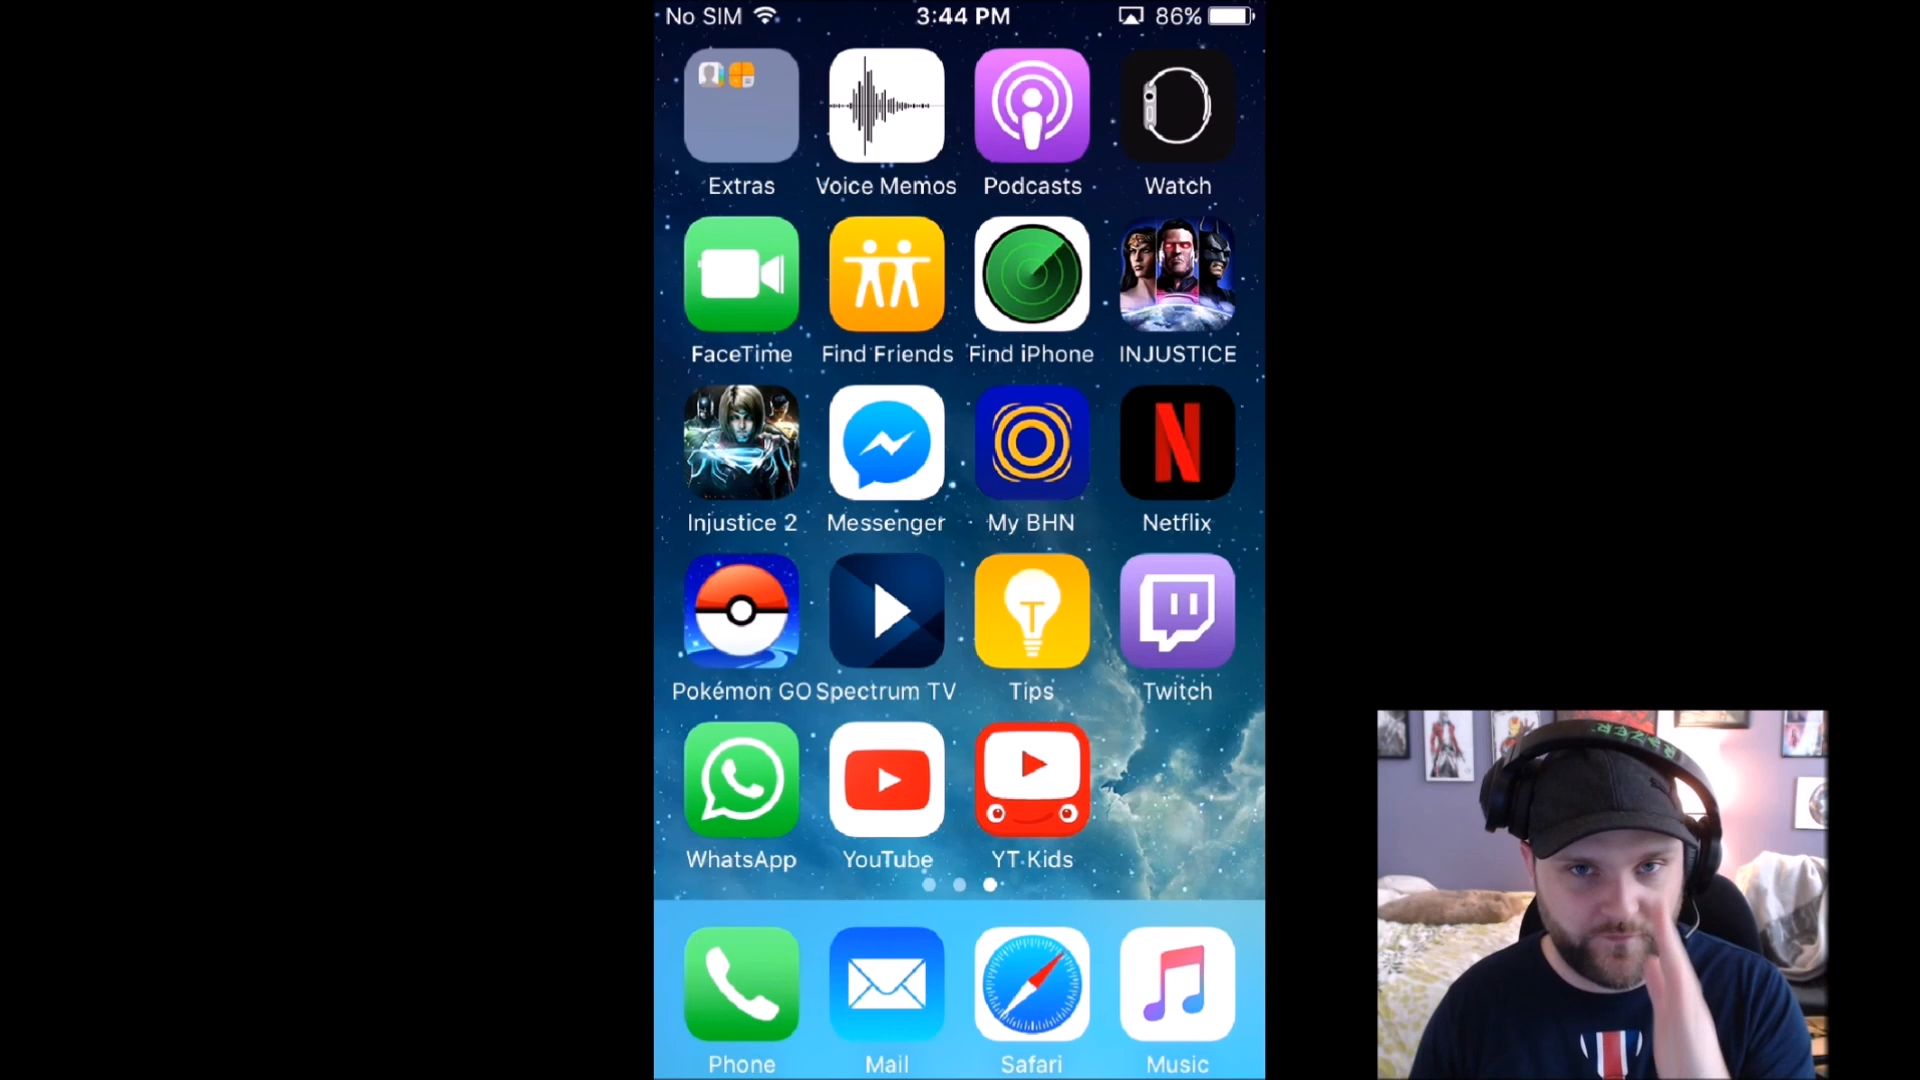 No SIM 3:44 PM 86%
Extras Voice Memos Podcasts Watch
FaceTime Find Friends Find iPhone INJUSTICE
Injustice 2 Messenger My BHN Netflix
Pokémon GO Spectrum TV Tips Twitch
WhatsApp YouTube YT Kids
Phone Mail Safari Music